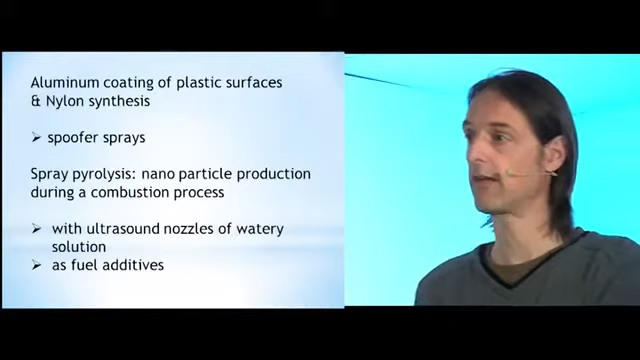 Aluminum coating of plastic surfaces
& Nylon synthesis
➢ spoofer sprays
Spray pyrolysis: nano particle production
during a combustion process
➢ with ultrasound nozzles of watery
solution
➢ as fuel additives